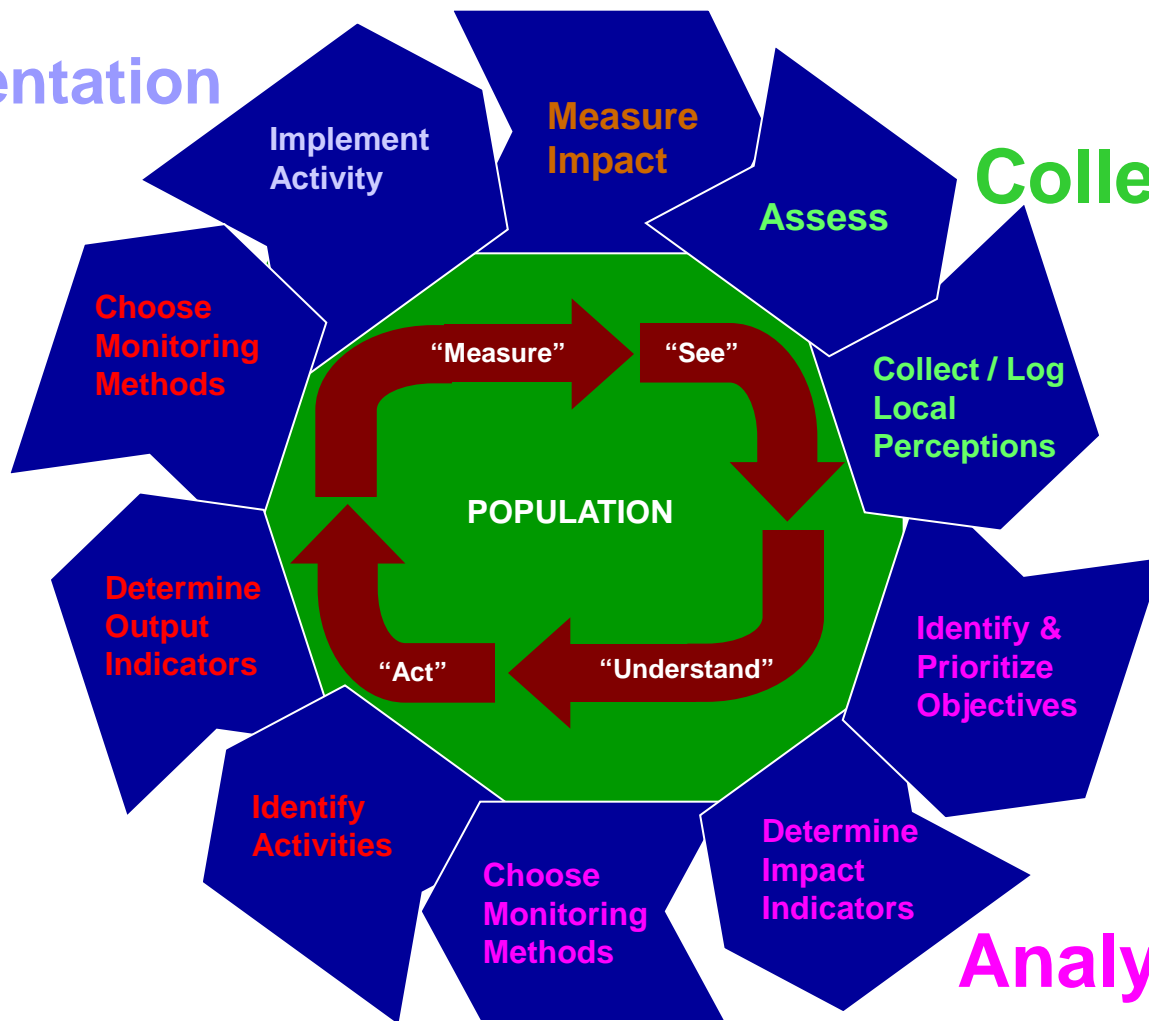 entation
Measure
Impact
Implement
Activity
Colle
Assess
Choose
Monitoring
Methods
Collect / Log
Local
Perceptions
“Measure”
“See”
POPULATION
Determine
Output
Indicators
Identify &
Prioritize
Objectives
“Act”
“Understand”
Identify
Activities
Determine
Impact
Indicators
Choose
Monitoring
Methods
Analy